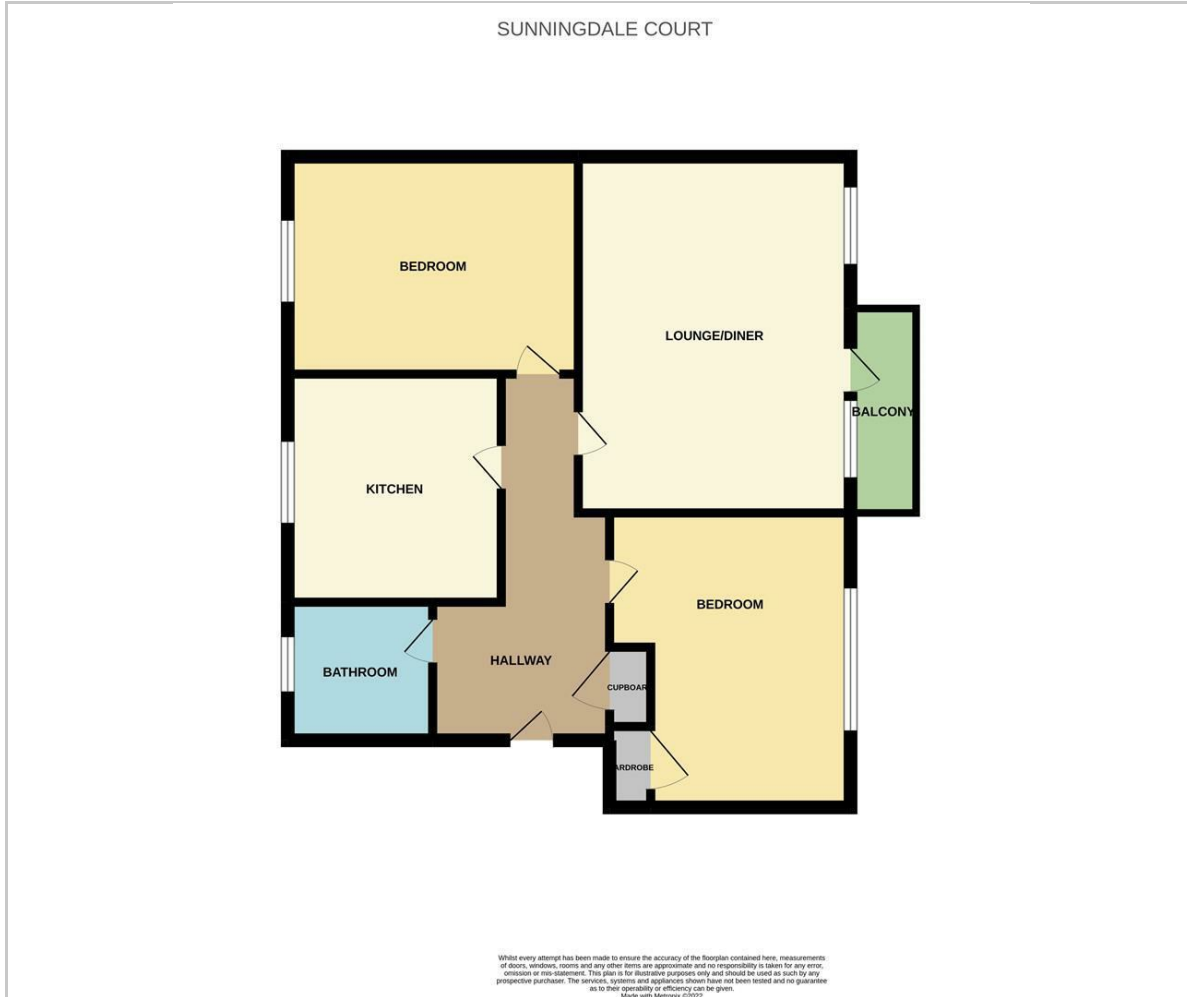 SUNNINGDALE COURT
BEDROOM
LOUNGE/DINER
BALCONY
KITCHEN
BEDROOM
HALLWAY
BATHROOM
CUPBOAR
ARDROBE
Whilst every attempt has been made to ensure the accuracy of the floorplan contained here, measurements
of doors, windows, rooms and any other items are approximate and no responsibility is taken for any error,
omission or mis-statement. This plan is for illustrative purposes only and should be used as such by any
prospective purchaser. The services, systems and appliances shown have not been tested and no guarantee
as to their operability or efficiency can be given.
Made with Metropix ©2022